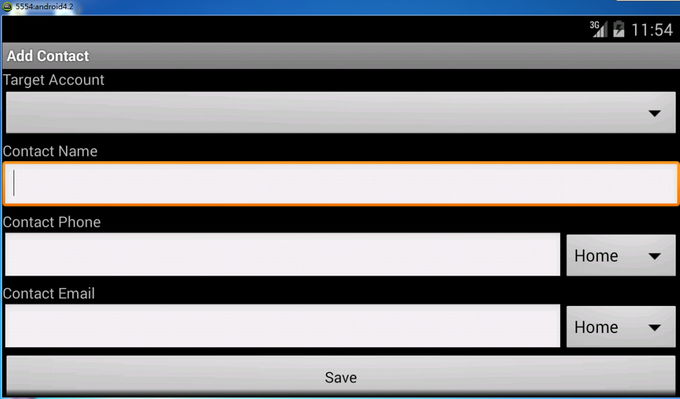 5554:android4.2
3G 11:54
Add Contact
Target Account
Contact Name
Contact Phone
Home
Contact Email
Home
Save